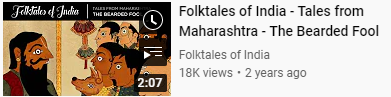 Folktales of India
TALES FROM MAHARASHTRA
THE BEARDED FOO
2:07
Folktales of India - Tales from
Maharashtra - The Bearded Fool
Folktales of India
18K views • 2 years ago